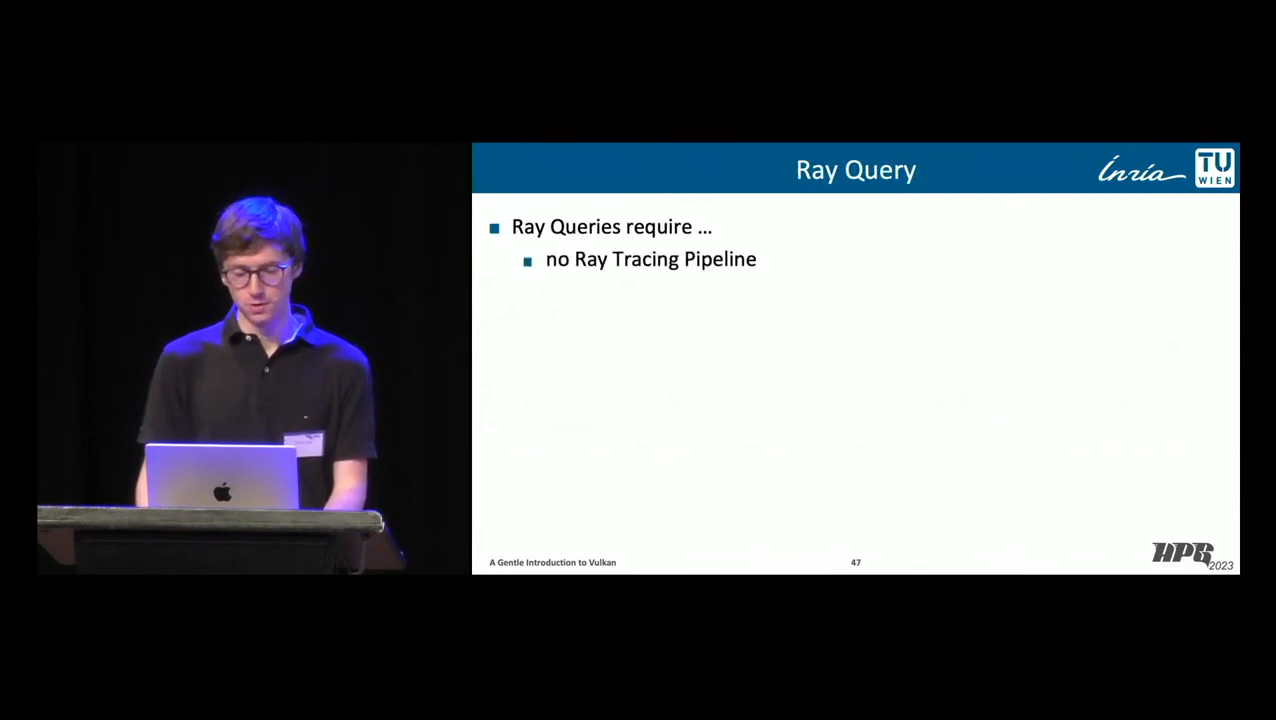 Ray Query
Inria
TU
WIEN
Ray Queries require ...
no Ray Tracing Pipeline
A Gentle Introduction to Vulkan
47
HPG
2023